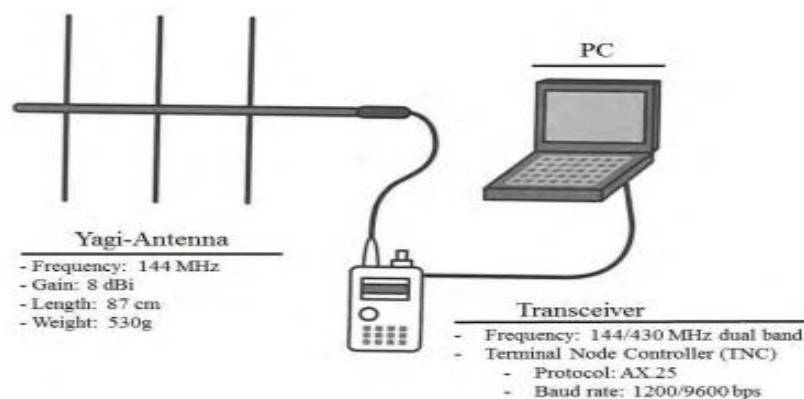 PC
Yagi-Antenna
- Frequency: 144 MHz
- Gain: 8 dBi
- Length: 87 cm
- Weight: 530g
Transceiver
- Frequency: 144/430 MHz dual band
- Terminal Node Controller (TNC)
- Protocol: AX.25
- Baud rate: 1200/9600 bps